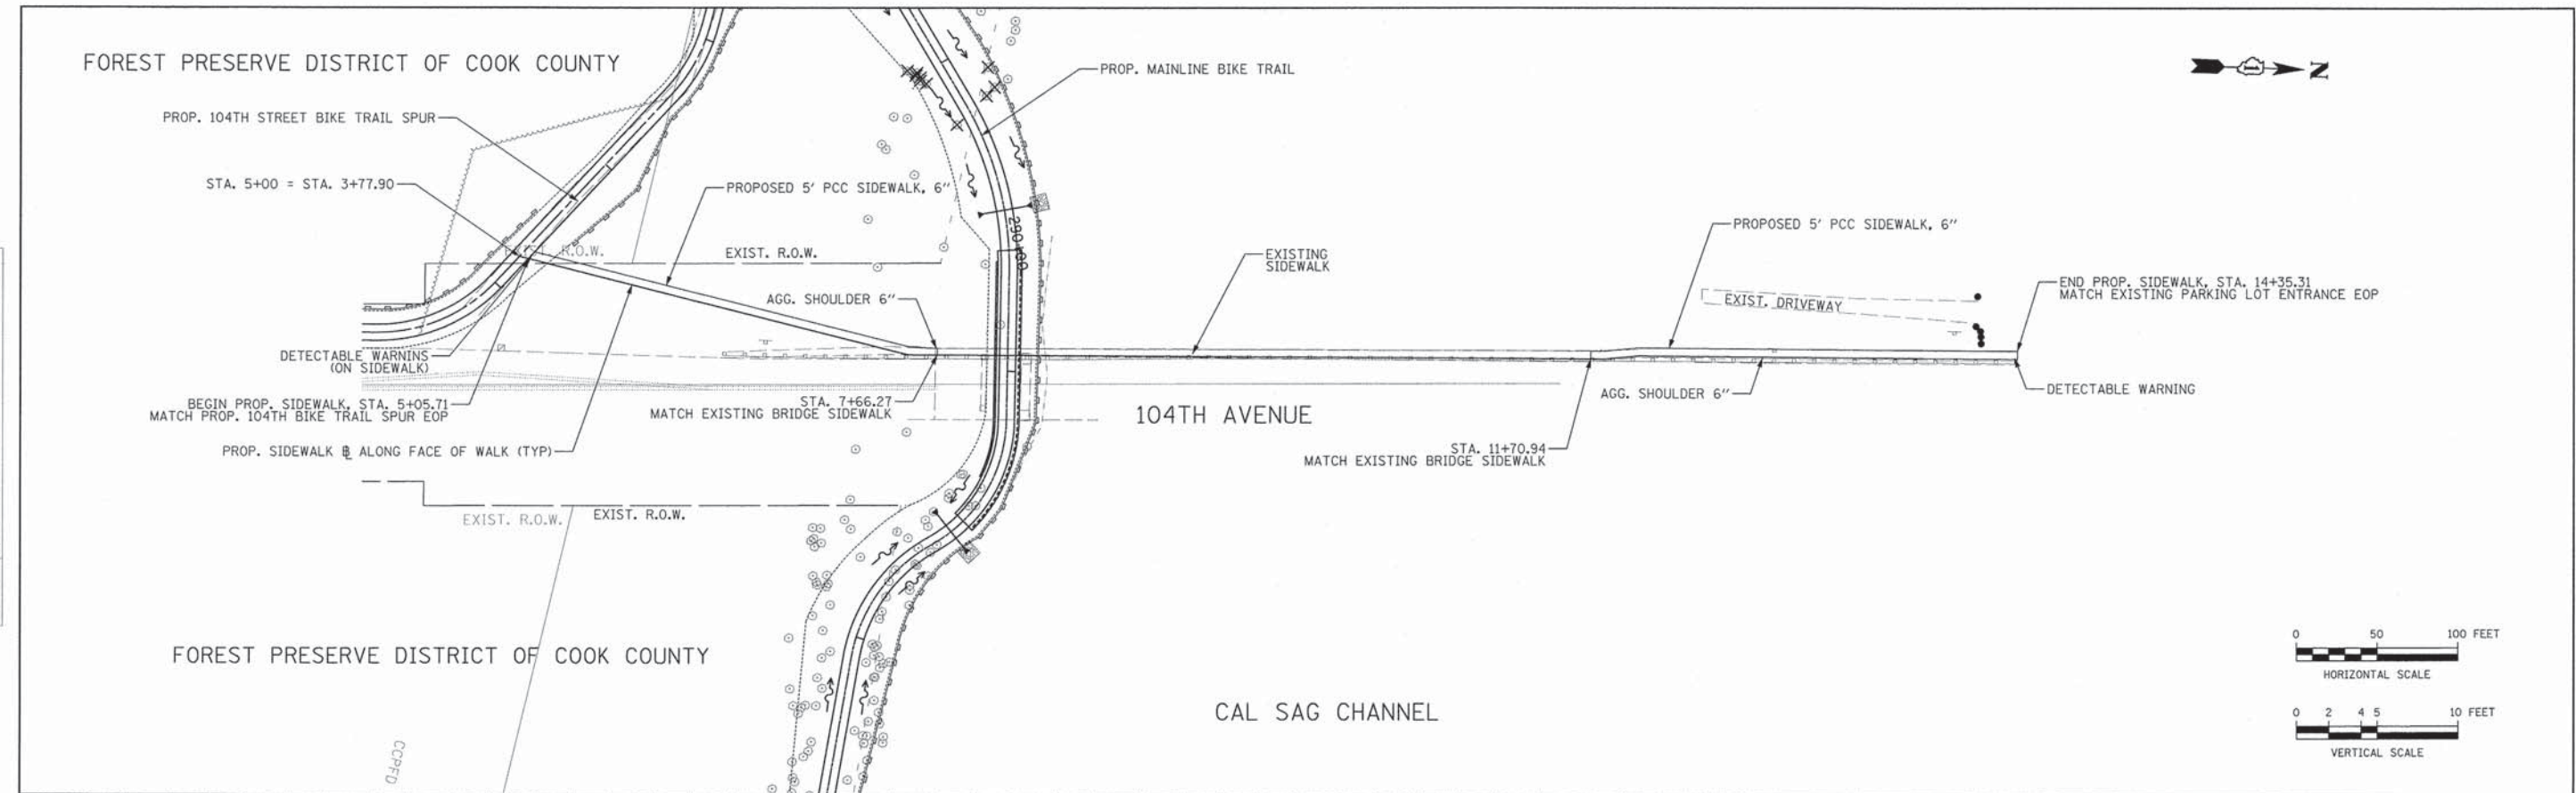 FOREST PRESERVE DISTRICT OF COOK COUNTY
PROP. 104TH STREET BIKE TRAIL SPUR
STA. 5+00 = STA. 3+77.90
PROP. MAINLINE BIKE TRAIL
N
PROPOSED 5' PCC SIDEWALK, 6"
EXIST. R.O.W.
EXIST. R.O.W.
290+00
AGG. SHOULDER 6"
EXISTING
SIDEWALK
PROPOSED 5' PCC SIDEWALK, 6"
EXIST. DRIVEWAY
END PROP. SIDEWALK, STA. 14+35.31
MATCH EXISTING PARKING LOT ENTRANCE EOP
DETECTABLE WARNINS
(ON SIDEWALK)
BEGIN PROP. SIDEWALK, STA. 5+05.71
MATCH PROP. 104TH BIKE TRAIL SPUR EOP
STA. 7+66.27
MATCH EXISTING BRIDGE SIDEWALK
104TH AVENUE
AGG. SHOULDER 6"
DETECTABLE WARNING
PROP. SIDEWALK BL ALONG FACE OF WALK (TYP)
STA. 11+70.94
MATCH EXISTING BRIDGE SIDEWALK
EXIST. R.O.W.
EXIST. R.O.W.
FOREST PRESERVE DISTRICT OF COOK COUNTY
CAL SAG CHANNEL
CCPFD
0 50 100 FEET
HORIZONTAL SCALE
0 2 4 5 10 FEET
VERTICAL SCALE